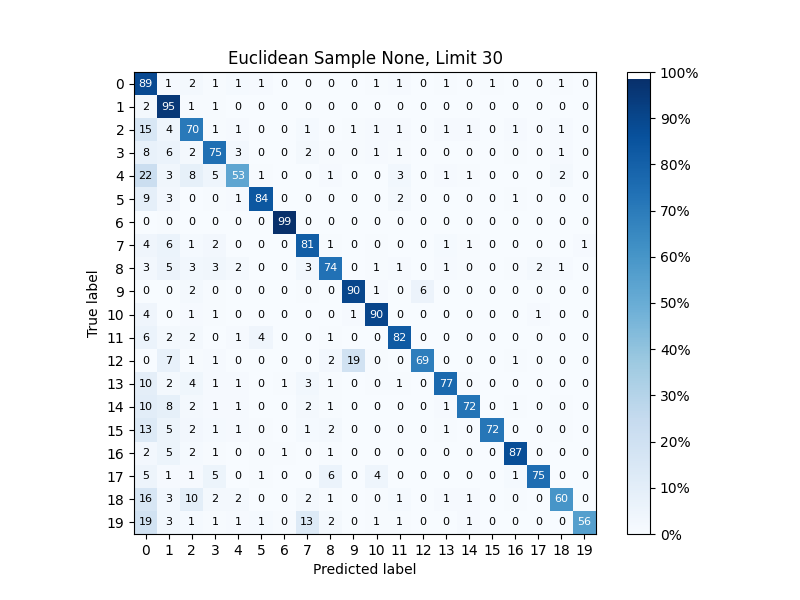 Euclidean Sample None, Limit 30
0 89 1 2 1 1 1 0 0 0 0 1 1 0 1 0 1 0 0 1 0
1 2 95 1 1 0 0 0 0 0 0 0 0 0 0 0 0 0 0 0 0
2 15 4 70 1 1 0 0 1 0 1 1 1 0 1 1 0 1 0 1 0
3 8 6 2 75 3 0 0 2 0 0 1 1 0 0 0 0 0 0 1 0
4 22 3 8 5 53 1 0 0 1 0 0 3 0 1 1 0 0 0 2 0
5 9 3 0 0 1 84 0 0 0 0 0 2 0 0 0 0 1 0 0 0
6 0 0 0 0 0 0 99 0 0 0 0 0 0 0 0 0 0 0 0 0
7 4 6 1 2 0 0 0 81 1 0 0 0 0 1 1 0 0 0 0 1
8 3 5 3 3 2 0 0 3 74 0 1 1 0 1 0 0 0 2 1 0
9 0 0 2 0 0 0 0 0 0 90 1 0 6 0 0 0 0 0 0 0
10 4 0 1 1 0 0 0 0 0 1 90 0 0 0 0 0 0 1 0 0
11 6 2 2 0 1 4 0 0 1 0 0 82 0 0 0 0 0 0 0 0
12 0 7 1 1 0 0 0 0 2 19 0 0 69 0 0 0 1 0 0 0
13 10 2 4 1 1 0 1 3 1 0 0 1 0 77 0 0 0 0 0 0
14 10 8 2 1 1 0 0 2 1 0 0 0 0 1 72 0 1 0 0 0
15 13 5 2 1 1 0 0 1 2 0 0 0 0 1 0 72 0 0 0 0
16 2 5 2 1 0 0 1 0 1 0 0 0 0 0 0 0 87 0 0 0
17 5 1 1 5 0 1 0 0 6 0 4 0 0 0 0 0 1 75 0 0
18 16 3 10 2 2 0 0 2 1 0 0 1 0 1 1 0 0 0 60 0
19 19 3 1 1 1 1 0 13 2 0 1 1 0 0 1 0 0 0 0 56
0 1 2 3 4 5 6 7 8 9 10 11 12 13 14 15 16 17 18 19
Predicted label
True label
100%
90%
80%
70%
60%
50%
40%
30%
20%
10%
0%